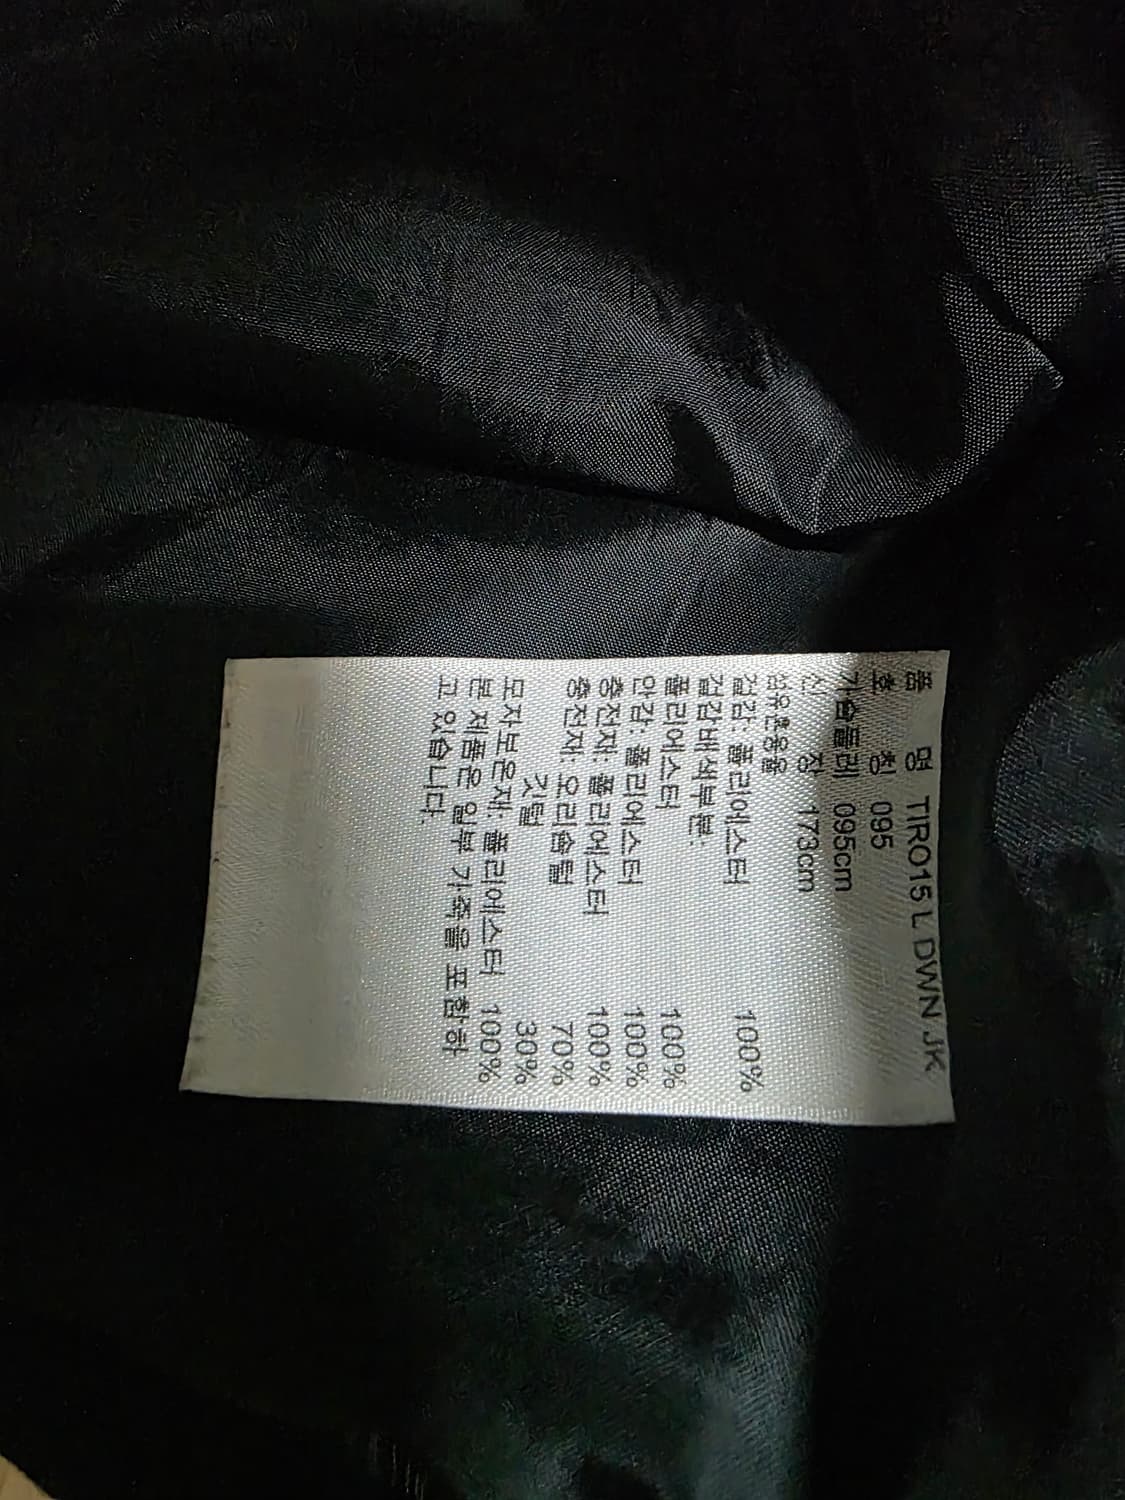 품 명 TIRO15 L DWN JK
호 칭 095
가슴둘레 095cm
신 장 173cm
섬유혼용율
겉감: 폴리에스터 100%
겉감배색부분:
폴리에스터 100%
안감: 폴리에스터 100%
충전재: 폴리에스터 100%
충전재: 오리솜털 70%
깃털 30%
모자보온재: 폴리에스터 100%
본 제품은 일부 가죽을 포함하
고 있습니다.